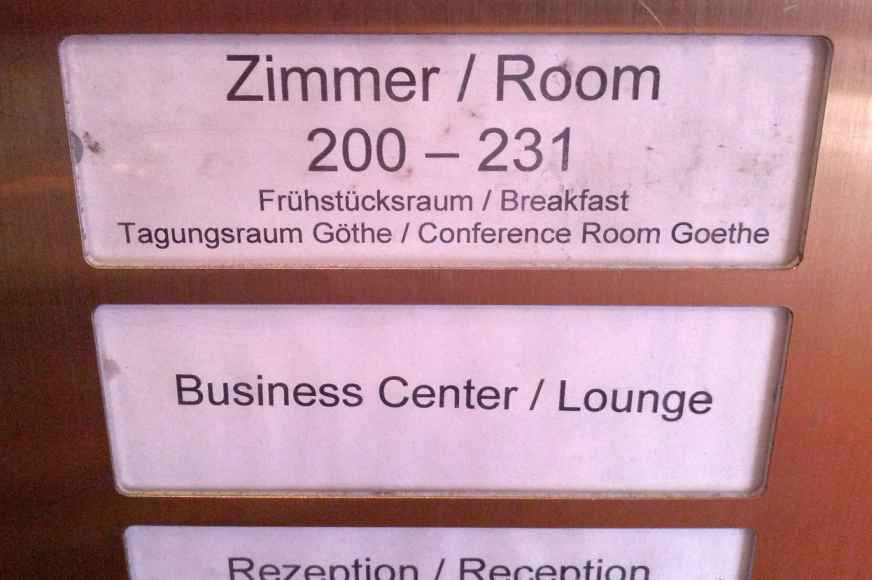 Zimmer / Room
200 – 231
Frühstücksraum / Breakfast
Tagungsraum Göthe / Conference Room Goethe
Business Center / Lounge
Rezeption / Reception